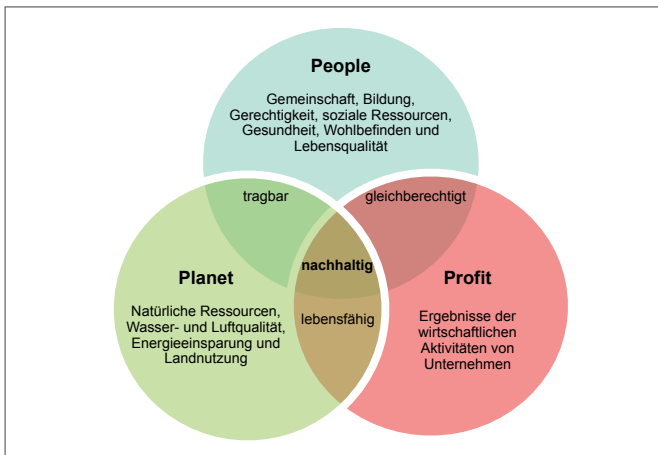 People
Gemeinschaft, Bildung,
Gerechtigkeit, soziale Ressourcen,
Gesundheit, Wohlbefinden und
Lebensqualität
tragbar
gleichberechtigt
nachhaltig
Planet
Natürliche Ressourcen,
Wasser- und Luftqualität,
Energieeinsparung und
Landnutzung
lebensfähig
Profit
Ergebnisse der
wirtschaftlichen
Aktivitäten von
Unternehmen